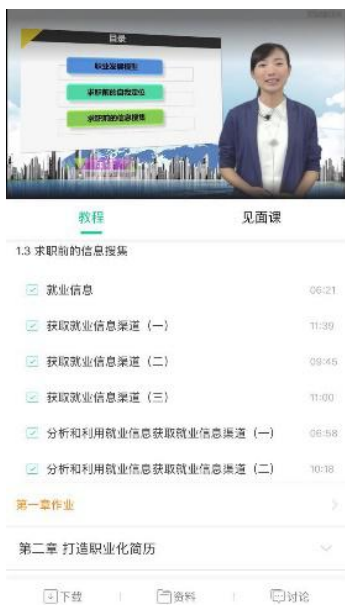 目录
职业发展模型
求职前的自我定位
求职前的信息搜集
教程
见面课
1.3 求职前的信息搜集
就业信息 06:21
获取就业信息渠道（一） 11:39
获取就业信息渠道（二） 09:45
获取就业信息渠道（三） 11:00
分析和利用就业信息获取就业信息渠道（一） 06:58
分析和利用就业信息获取就业信息渠道（二） 10:18
第一章作业
第二章 打造职业化简历
下载
资料
讨论